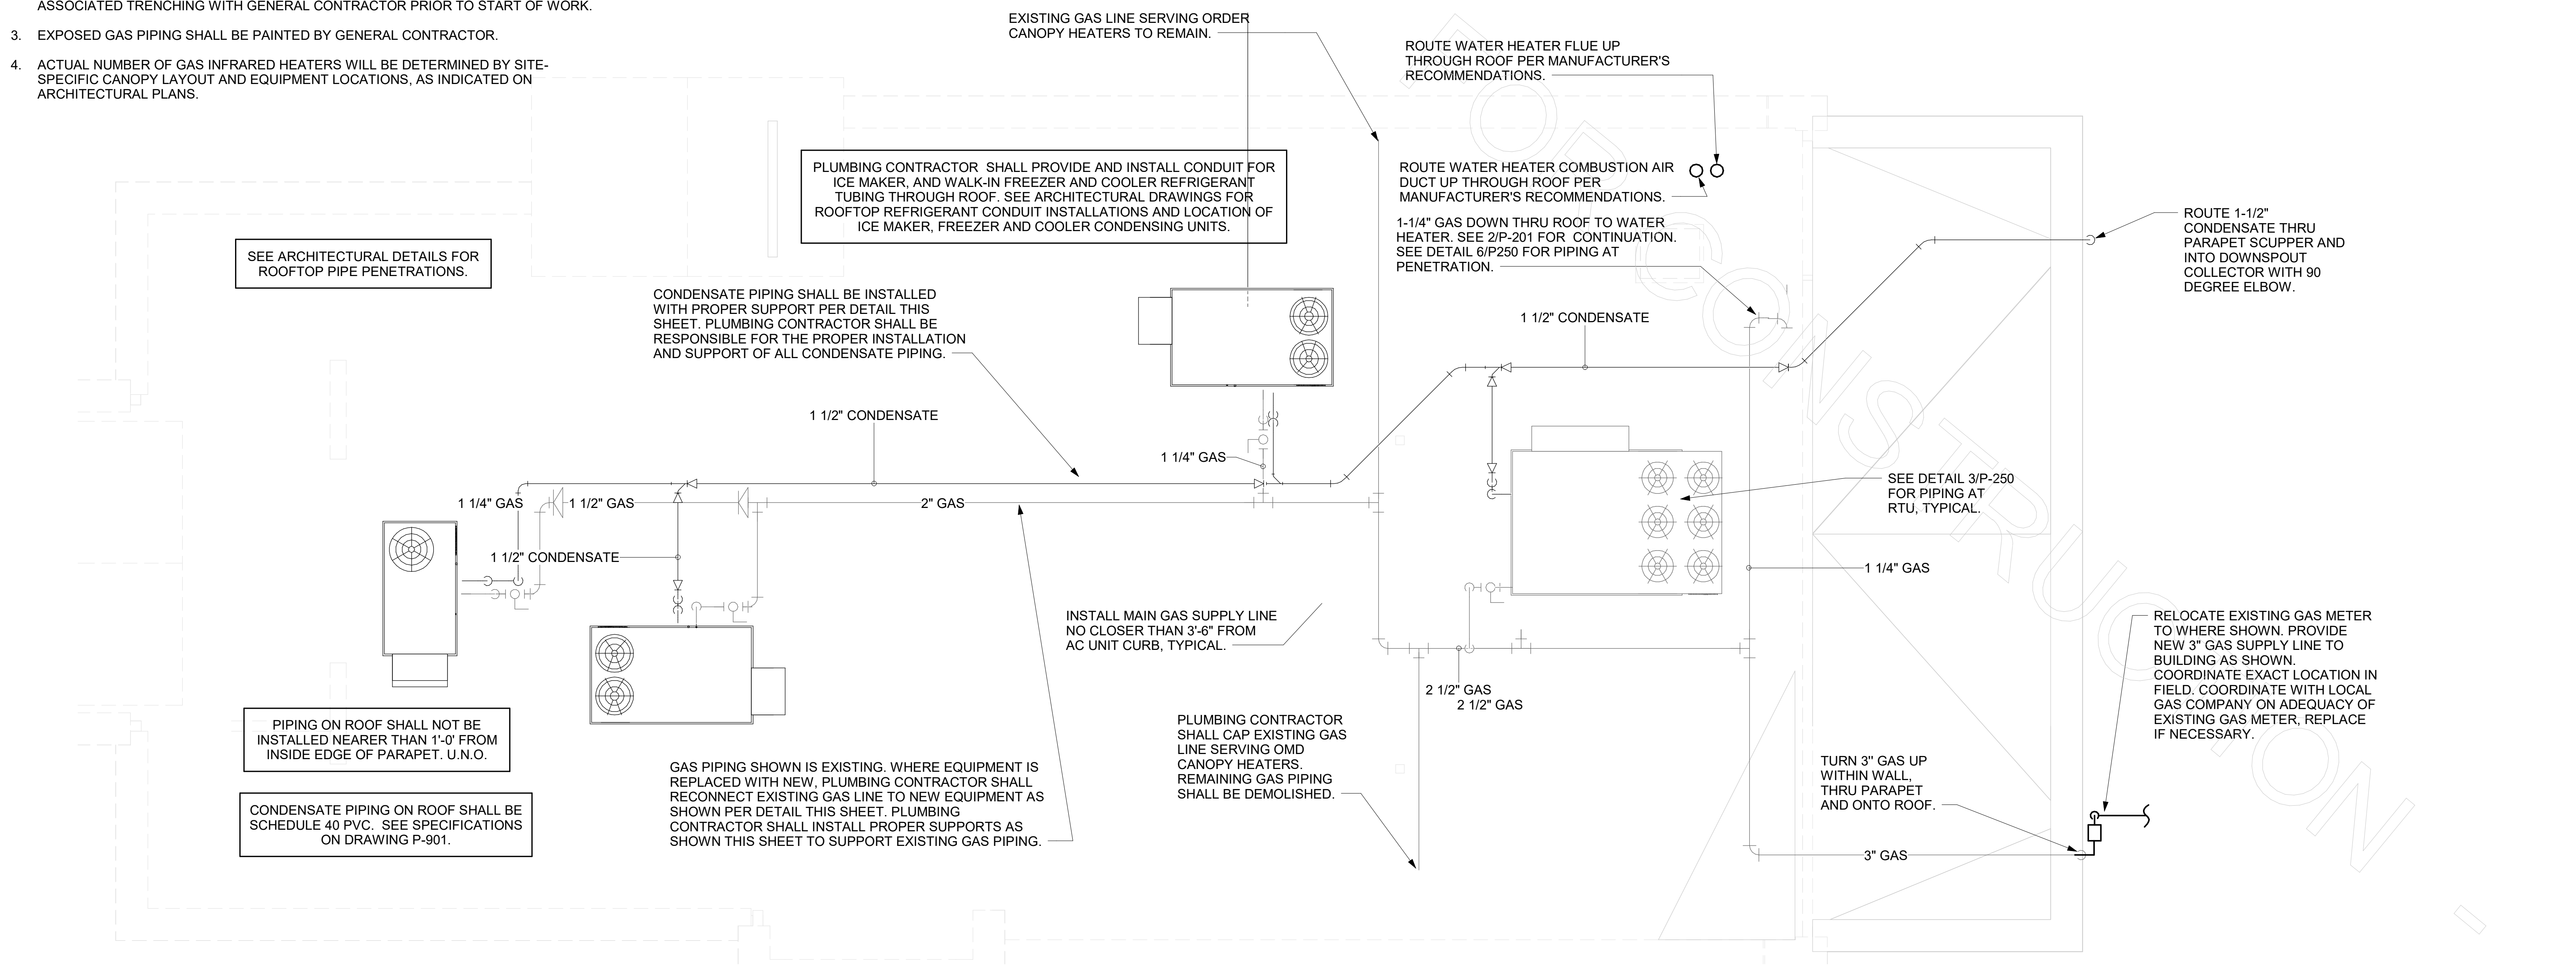 ASSOCIATED TRENCHING WITH GENERAL CONTRACTOR PRIOR TO START OF WORK.
3. EXPOSED GAS PIPING SHALL BE PAINTED BY GENERAL CONTRACTOR.
4. ACTUAL NUMBER OF GAS INFRARED HEATERS WILL BE DETERMINED BY SITE-
SPECIFIC CANOPY LAYOUT AND EQUIPMENT LOCATIONS, AS INDICATED ON
ARCHITECTURAL PLANS.
EXISTING GAS LINE SERVING ORDER
CANOPY HEATERS TO REMAIN.
ROUTE WATER HEATER FLUE UP
THROUGH ROOF PER MANUFACTURER'S
RECOMMENDATIONS.
PLUMBING CONTRACTOR SHALL PROVIDE AND INSTALL CONDUIT FOR
ICE MAKER, AND WALK-IN FREEZER AND COOLER REFRIGERANT
TUBING THROUGH ROOF. SEE ARCHITECTURAL DRAWINGS FOR
ROOFTOP REFRIGERANT CONDUIT INSTALLATIONS AND LOCATION OF
ICE MAKER, FREEZER AND COOLER CONDENSING UNITS.
ROUTE WATER HEATER COMBUSTION AIR
DUCT UP THROUGH ROOF PER
MANUFACTURER'S RECOMMENDATIONS.
1-1/4" GAS DOWN THRU ROOF TO WATER
HEATER. SEE 2/P-201 FOR CONTINUATION.
SEE DETAIL 6/P250 FOR PIPING AT
PENETRATION.
ROUTE 1-1/2"
CONDENSATE THRU
PARAPET SCUPPER AND
INTO DOWNSPOUT
COLLECTOR WITH 90
DEGREE ELBOW.
SEE ARCHITECTURAL DETAILS FOR
ROOFTOP PIPE PENETRATIONS.
CONDENSATE PIPING SHALL BE INSTALLED
WITH PROPER SUPPORT PER DETAIL THIS
SHEET. PLUMBING CONTRACTOR SHALL BE
RESPONSIBLE FOR THE PROPER INSTALLATION
AND SUPPORT OF ALL CONDENSATE PIPING.
1 1/2" CONDENSATE
1 1/2" CONDENSATE
1 1/4" GAS
1 1/4" GAS
1 1/2" GAS
2" GAS
SEE DETAIL 3/P-250
FOR PIPING AT
RTU, TYPICAL.
1 1/2" CONDENSATE
1 1/4" GAS
INSTALL MAIN GAS SUPPLY LINE
NO CLOSER THAN 3'-6" FROM
AC UNIT CURB, TYPICAL.
RELOCATE EXISTING GAS METER
TO WHERE SHOWN. PROVIDE
NEW 3" GAS SUPPLY LINE TO
BUILDING AS SHOWN.
COORDINATE EXACT LOCATION IN
FIELD. COORDINATE WITH LOCAL
GAS COMPANY ON ADEQUACY OF
EXISTING GAS METER, REPLACE
IF NECESSARY.
2 1/2" GAS
2 1/2" GAS
PIPING ON ROOF SHALL NOT BE
INSTALLED NEARER THAN 1'-0' FROM
INSIDE EDGE OF PARAPET. U.N.O.
PLUMBING CONTRACTOR
SHALL CAP EXISTING GAS
LINE SERVING OMD
CANOPY HEATERS.
REMAINING GAS PIPING
SHALL BE DEMOLISHED.
GAS PIPING SHOWN IS EXISTING. WHERE EQUIPMENT IS
REPLACED WITH NEW, PLUMBING CONTRACTOR SHALL
RECONNECT EXISTING GAS LINE TO NEW EQUIPMENT AS
SHOWN PER DETAIL THIS SHEET. PLUMBING
CONTRACTOR SHALL INSTALL PROPER SUPPORTS AS
SHOWN THIS SHEET TO SUPPORT EXISTING GAS PIPING.
TURN 3" GAS UP
WITHIN WALL,
THRU PARAPET
AND ONTO ROOF.
CONDENSATE PIPING ON ROOF SHALL BE
SCHEDULE 40 PVC. SEE SPECIFICATIONS
ON DRAWING P-901.
3" GAS
FOR CONSTRUCTION